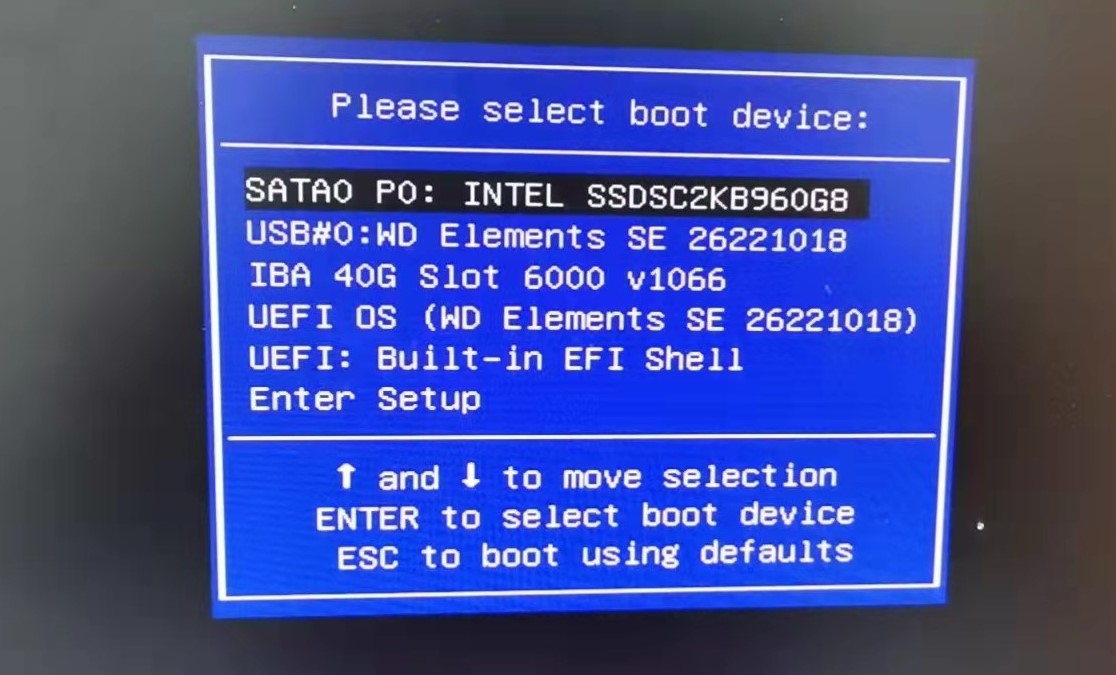 Please select boot device:
SATA0 P0: INTEL SSDSC2KB960G8
USB#0:WD Elements SE 26221018
IBA 40G Slot 6000 v1066
UEFI OS (WD Elements SE 26221018)
UEFI: Built-in EFI Shell
Enter Setup
↑ and ↓ to move selection
ENTER to select boot device
ESC to boot using defaults